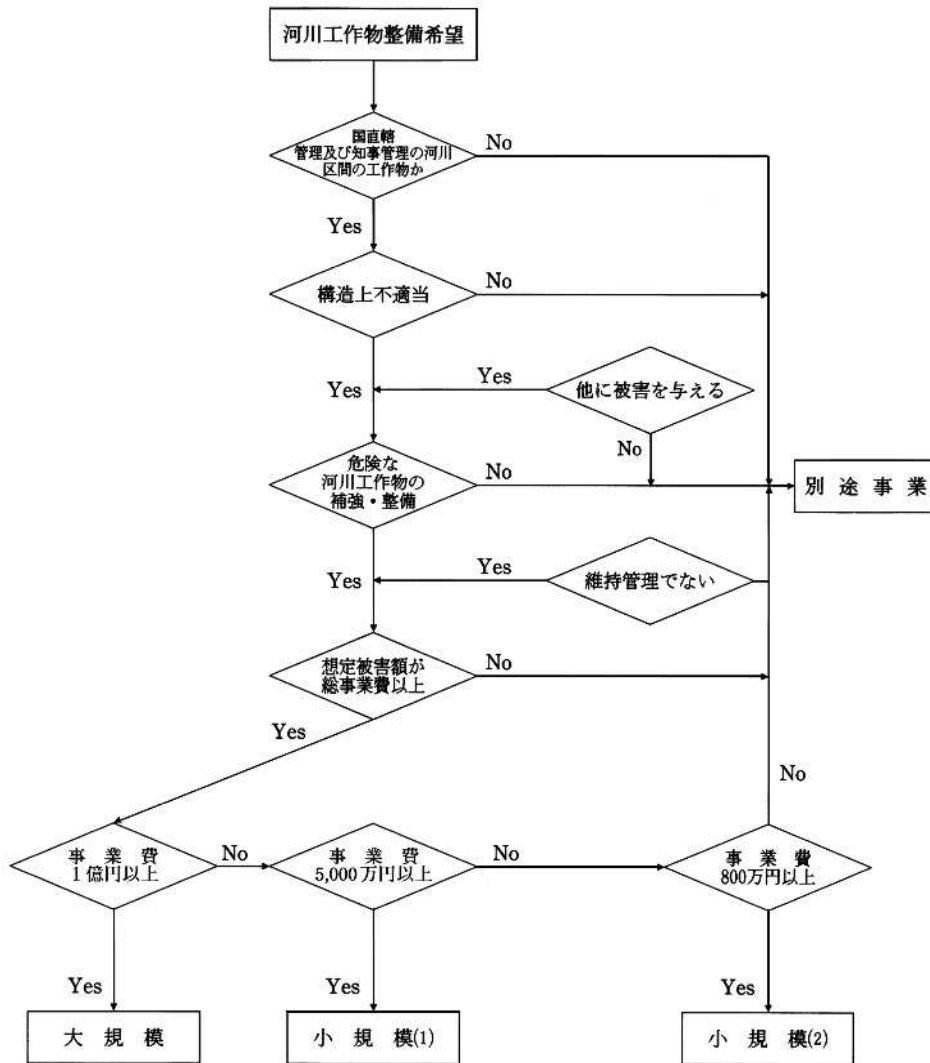 河川工作物整備希望
国直轄
管理及び知事管理の河川
区間の工作物か
No
Yes
構造上不適当
No
Yes
Yes
他に被害を与える
No
危険な
河川工作物の
補強・整備
No
別途事業
Yes
Yes
維持管理でない
想定被害額が
総事業費以上
No
Yes
No
事業費
1億円以上
No
事業費
5,000万円以上
No
事業費
800万円以上
Yes
Yes
Yes
大規模
小規模(1)
小規模(2)